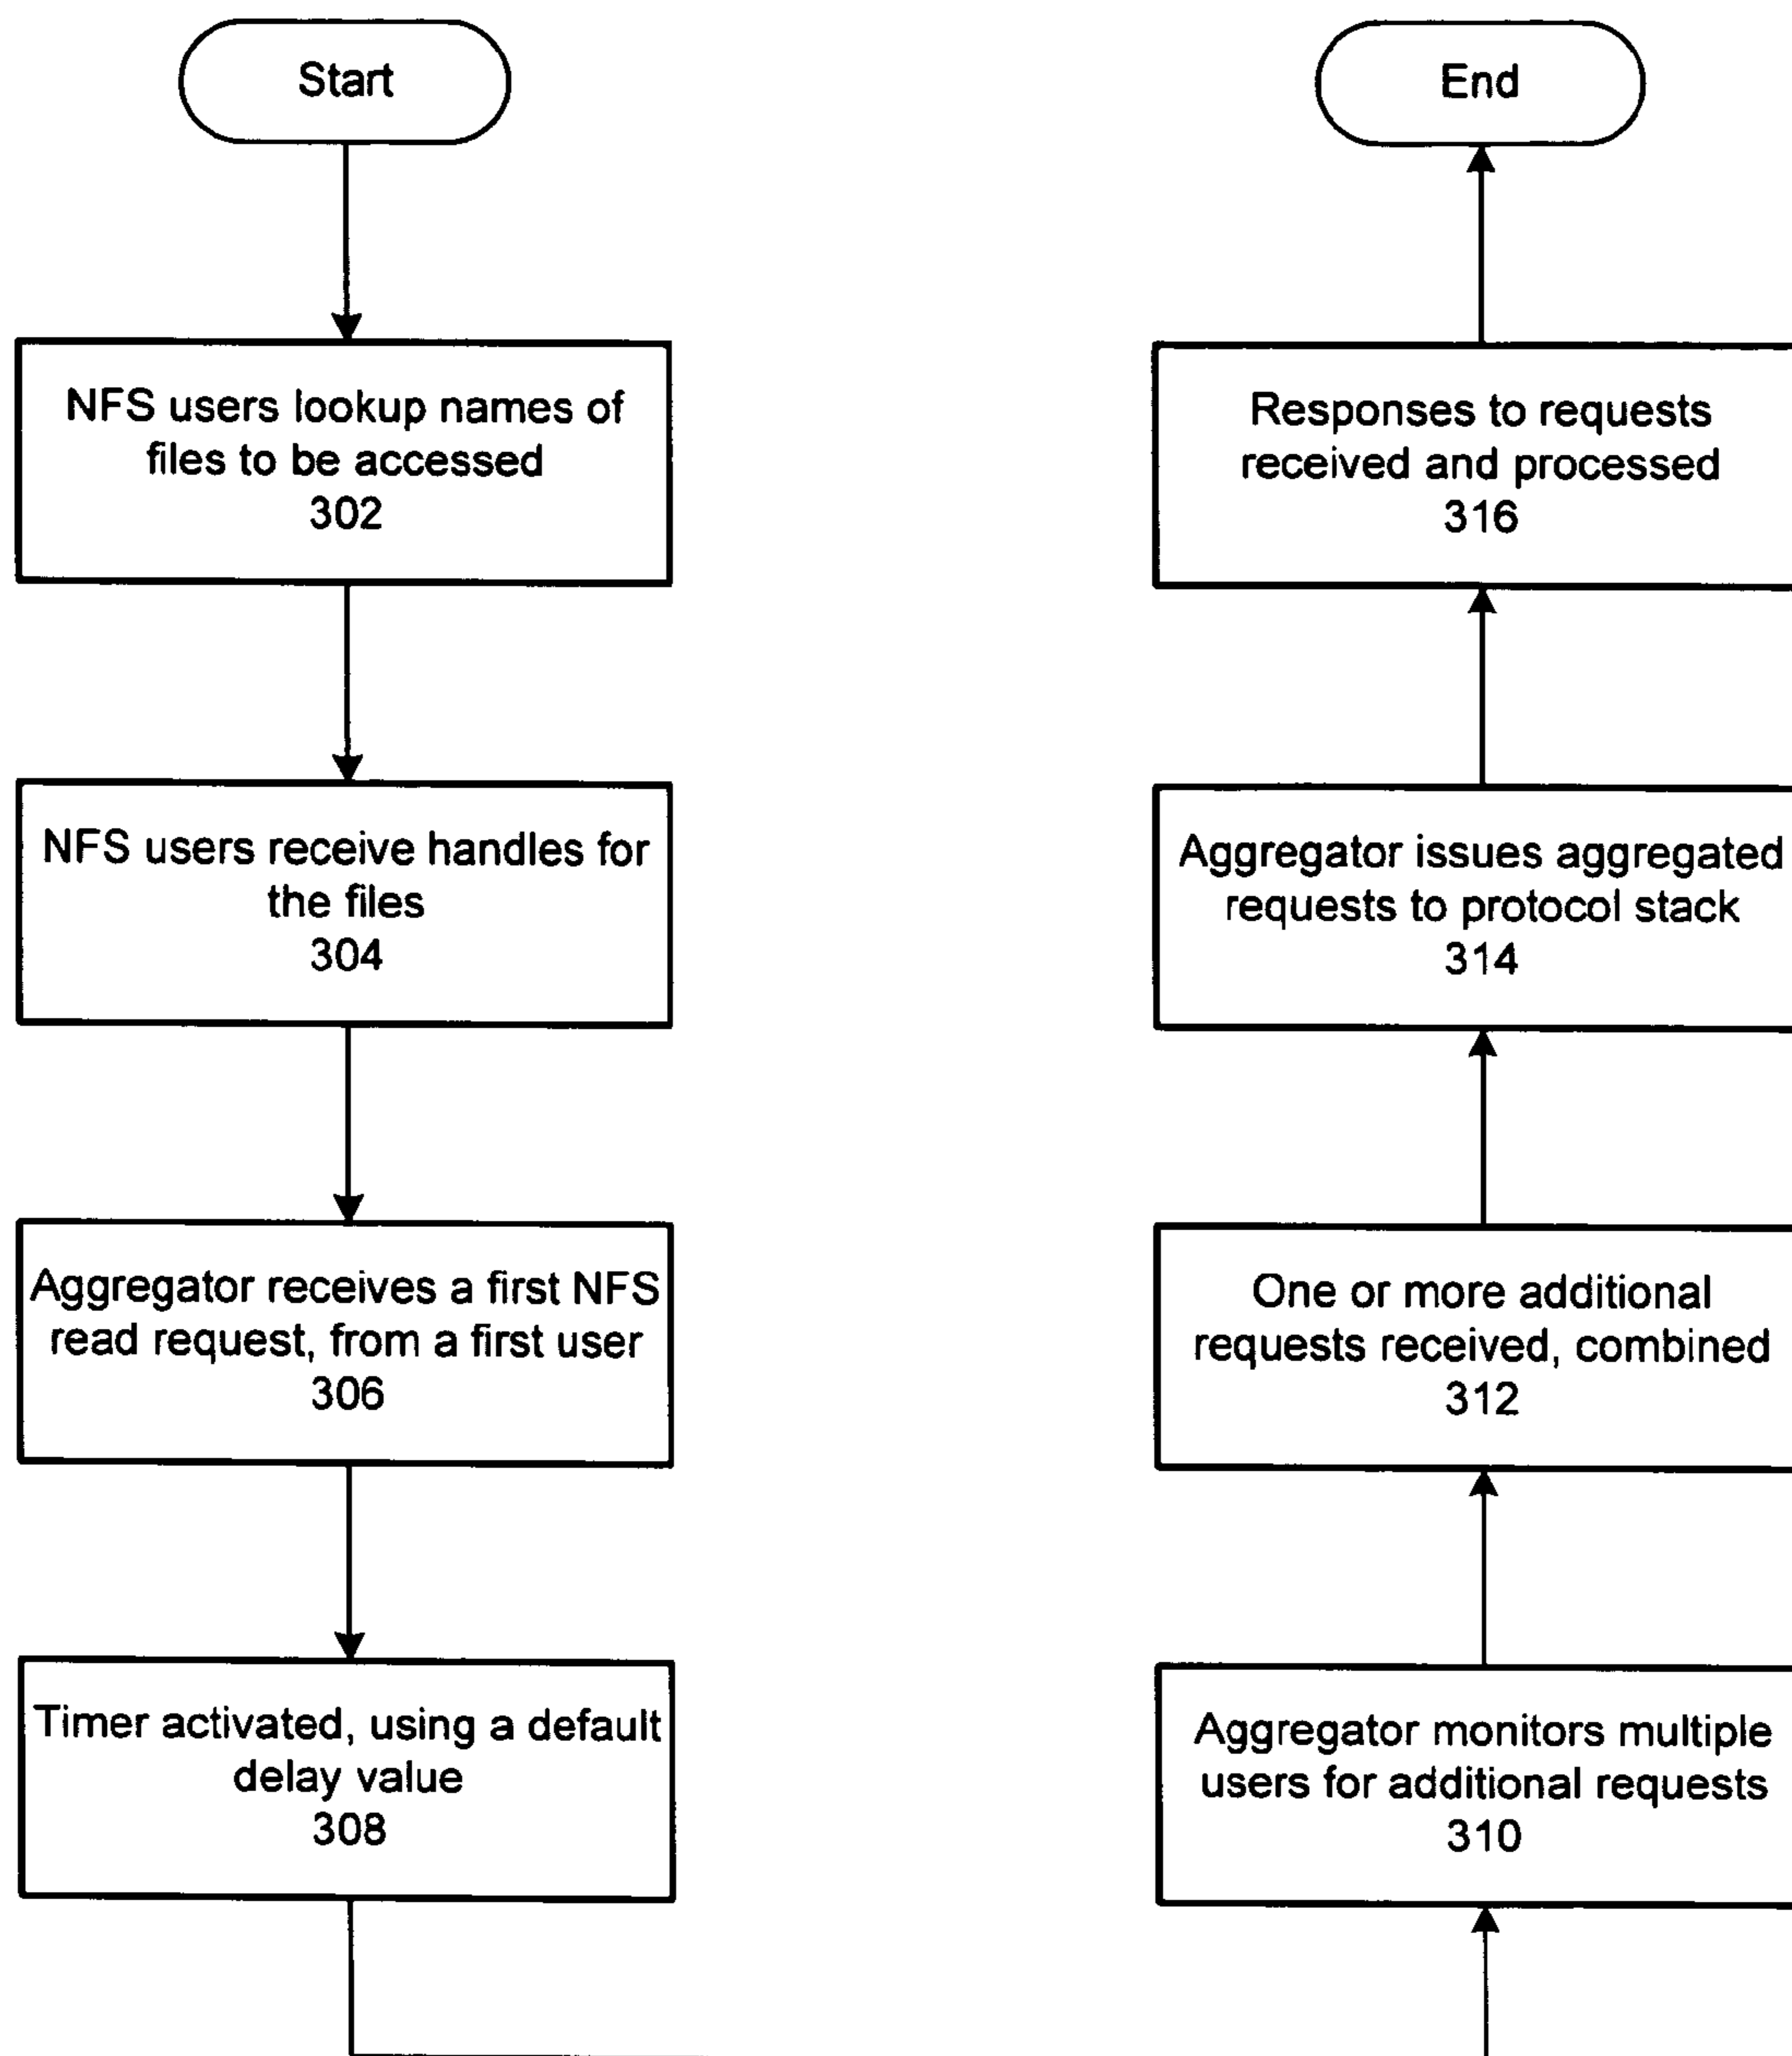 Start
NFS users lookup names of
files to be accessed
302
NFS users receive handles for
the files
304
Aggregator receives a first NFS
read request, from a first user
306
Timer activated, using a default
delay value
308
End
Responses to requests
received and processed
316
Aggregator issues aggregated
requests to protocol stack
314
One or more additional
requests received, combined
312
Aggregator monitors multiple
users for additional requests
310